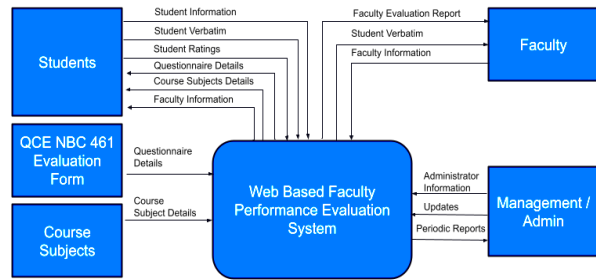 Students
Student Information
Student Verbatim
Student Ratings
Questionnaire Details
Course Subjects Details
Faculty Information
Faculty Evaluation Report
Student Verbatim
Faculty Information
Faculty
QCE NBC 461
Evaluation
Form
Questionnaire
Details
Course
Subjects
Course
Subject Details
Web Based Faculty
Performance Evaluation
System
Administrator
Information
Updates
Periodic Reports
Management /
Admin